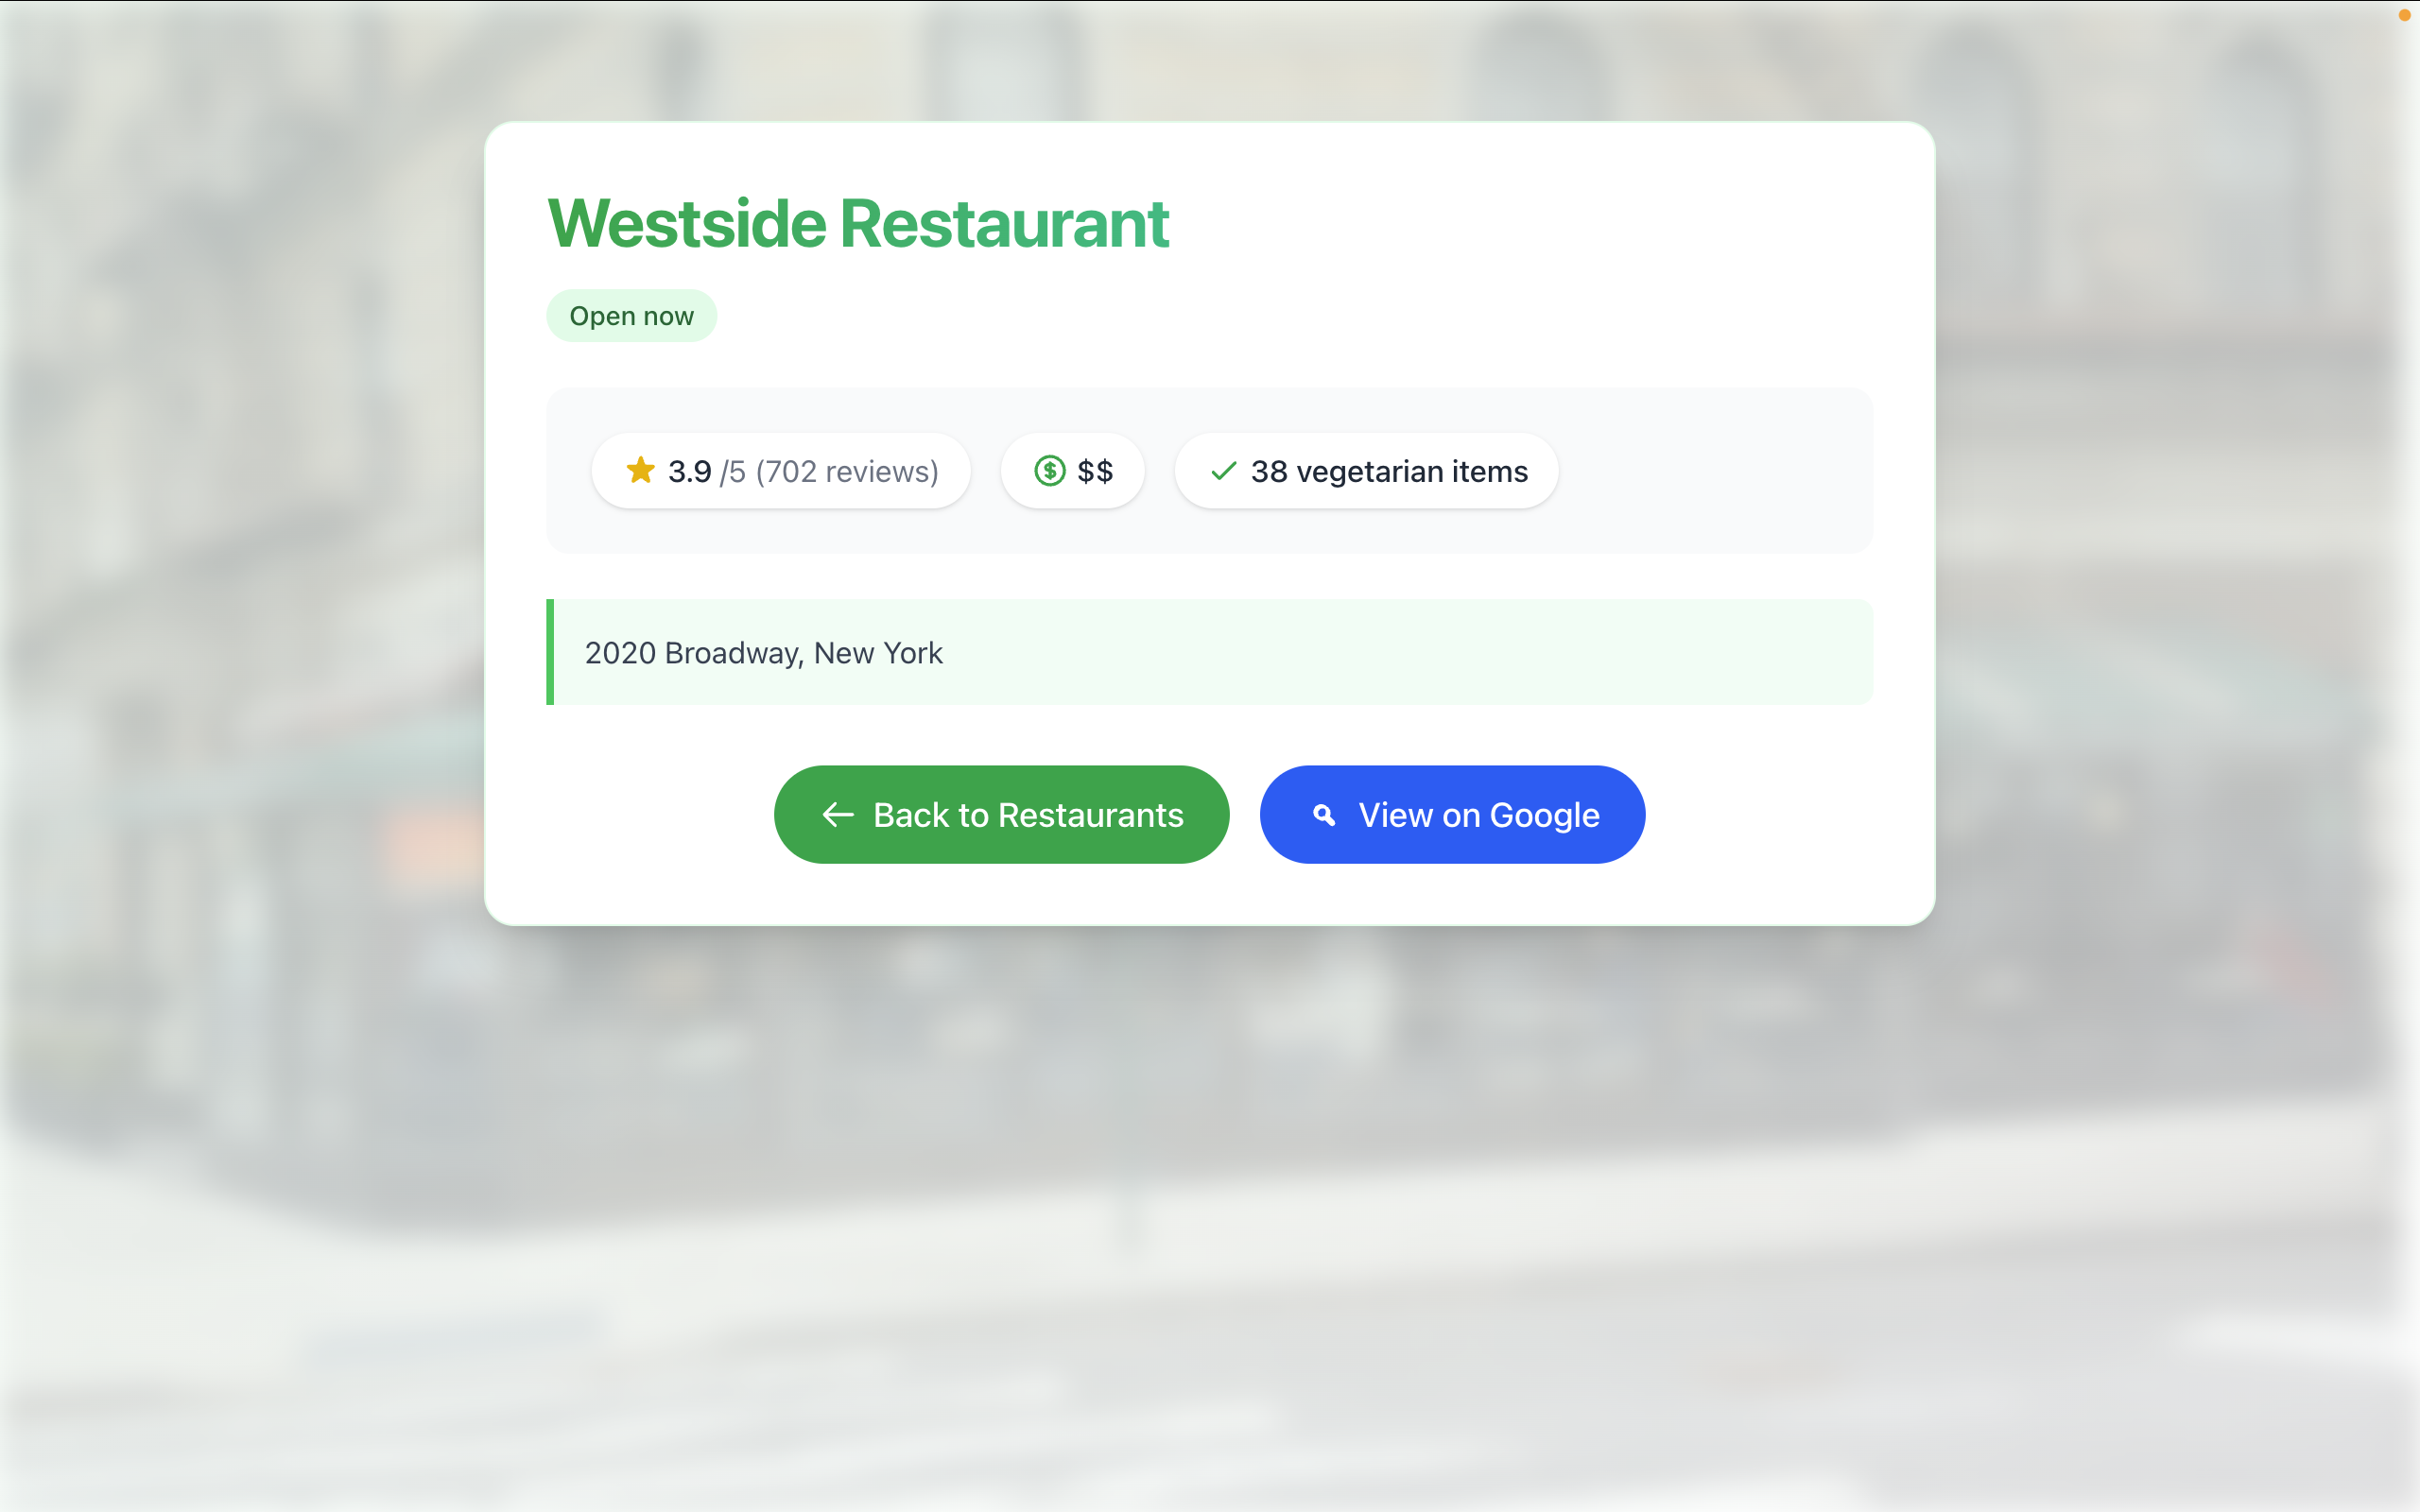 Westside Restaurant
Open now
3.9 /5 (702 reviews)
$$
38 vegetarian items
2020 Broadway, New York
Back to Restaurants
View on Google